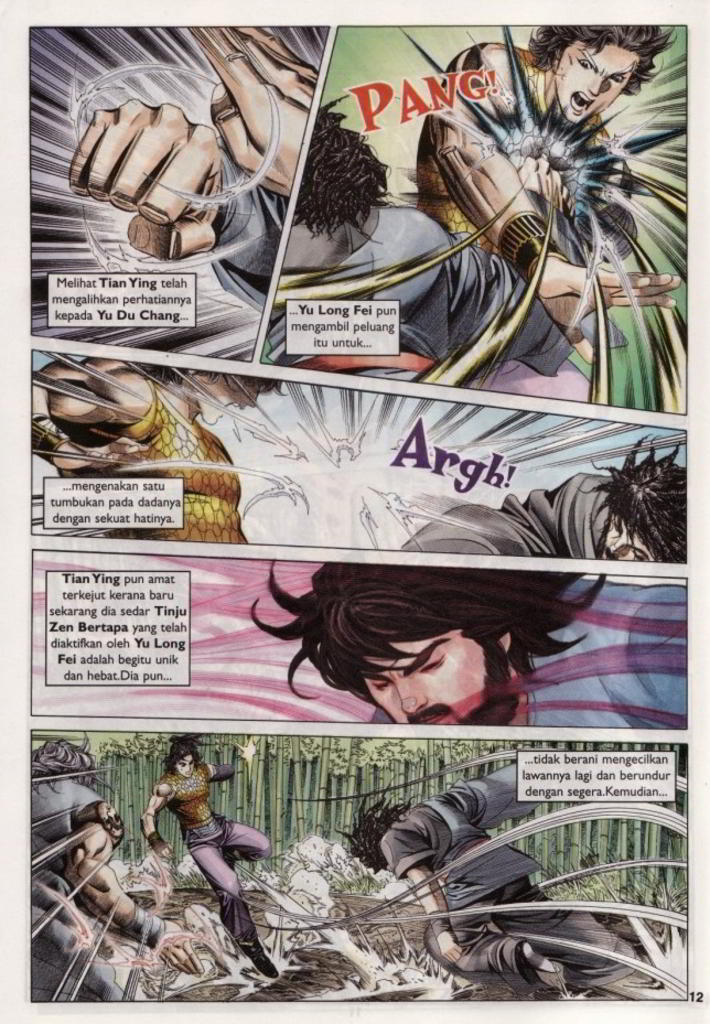 Melihat Tian Ying telah
mengalihkan perhatiannya
kepada Yu Du Chang...
PANG!
...Yu Long Fei pun
mengambil peluang
itu untuk...
...mengenakan satu
tumbukan pada dadanya
dengan sekuat hatinya.
Argh!
Tian Ying pun amat
terkejut kerana baru
sekarang dia sedar Tinju
Zen Bertapa yang telah
diaktifkan oleh Yu Long
Fei adalah begitu unik
dan hebat.Dia pun...
...tidak berani mengecilkan
lawannya lagi dan berundur
dengan segera.Kemudian...
12